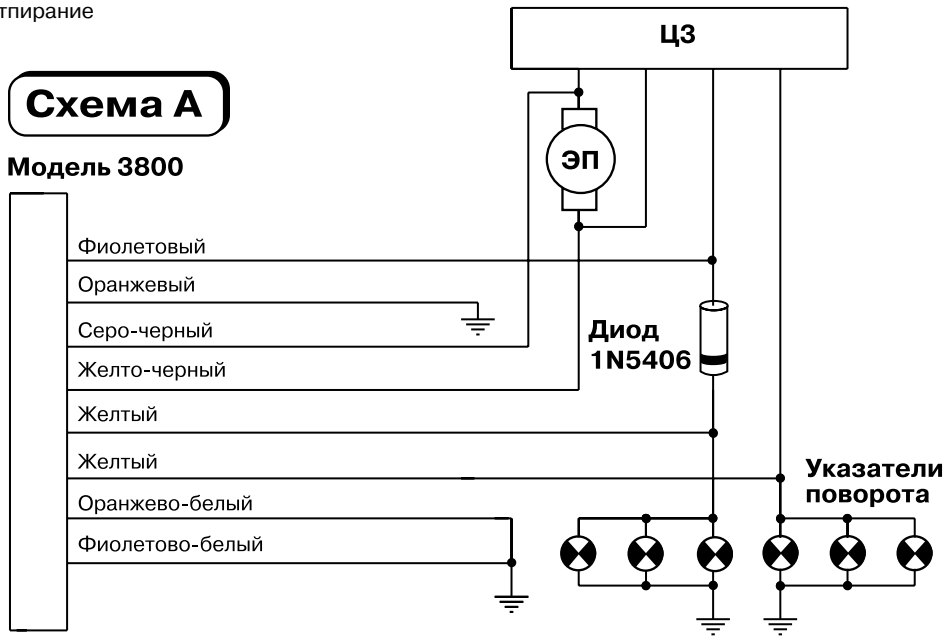 тпирание
ЦЗ
Схема А
ЭП
Модель 3800
Фиолетовый
Оранжевый
Серо-черный
Диод
1N5406
Желто-черный
Желтый
Желтый
Указатели
поворота
Оранжево-белый
Фиолетово-белый